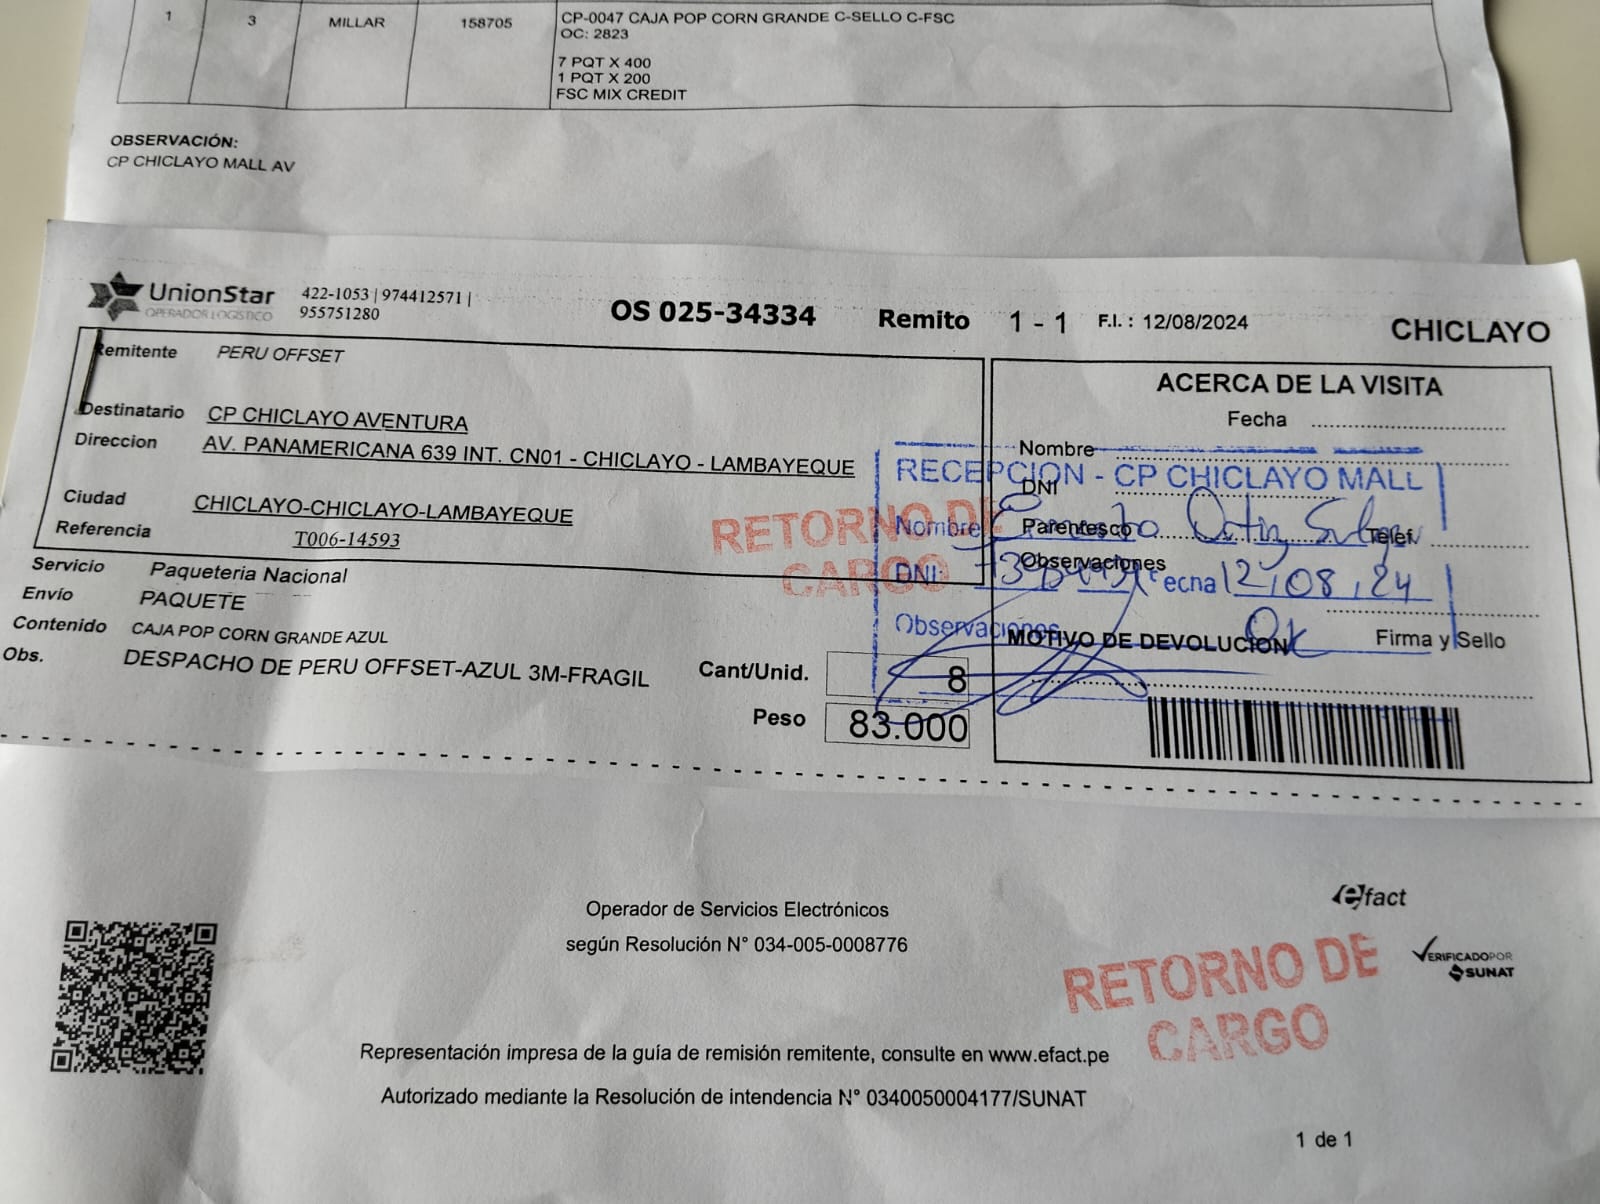 1 3 MILLAR 158705 CP-0047 CAJA POP CORN GRANDE C-SELLO C-FSC
OC: 2823
7 PQT X 400
1 PQT X 200
FSC MIX CREDIT
OBSERVACIÓN:
CP CHICLAYO MALL AV
UnionStar
OPERADOR LOGISTICO
422-1053 | 974412571 |
955751280
OS 025-34334 Remito 1 - 1 F.I. : 12/08/2024 CHICLAYO
Remitente PERU OFFSET
Destinatario CP CHICLAYO AVENTURA
Direccion AV. PANAMERICANA 639 INT. CN01 - CHICLAYO - LAMBAYEQUE
Ciudad CHICLAYO-CHICLAYO-LAMBAYEQUE
Referencia T006-14593
Servicio Paqueteria Nacional
Envío PAQUETE
Contenido CAJA POP CORN GRANDE AZUL
Obs. DESPACHO DE PERU OFFSET-AZUL 3M-FRAGIL
Cant/Unid. 8
Peso 83.000
ACERCA DE LA VISITA
Fecha
Nombre
DNI
Parentesco Telef.
Observaciones
MOTIVO DE DEVOLUCION Firma y Sello
RECEPCION - CP CHICLAYO MALL
Nombre Ortiz
DNI: Fecha 12/08/24
Observaciones Ok
RETORNO DE
CARGO
efact
Operador de Servicios Electrónicos
según Resolución N° 034-005-0008776
VERIFICADO POR
SUNAT
RETORNO DE
CARGO
Representación impresa de la guía de remisión remitente, consulte en www.efact.pe
Autorizado mediante la Resolución de intendencia N° 0340050004177/SUNAT
1 de 1